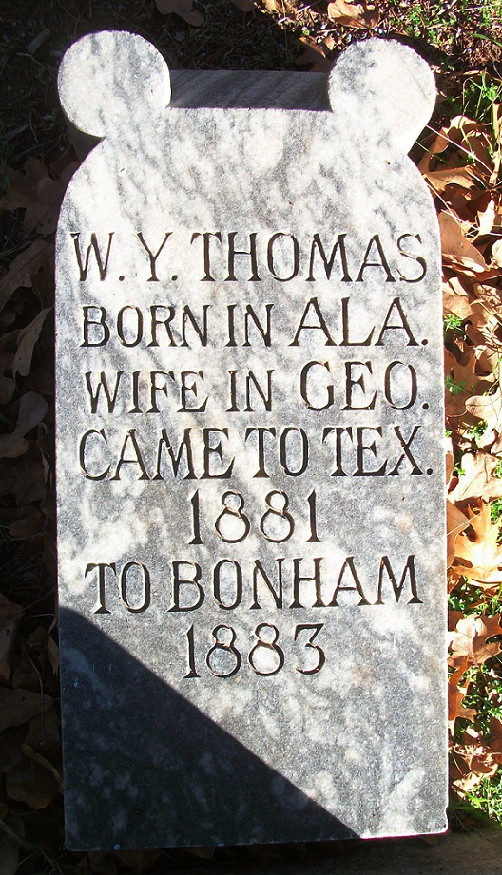 W. Y. THOMAS
BORN IN ALA.
WIFE IN GEO.
CAME TO TEX.
1881
TO BONHAM
1883